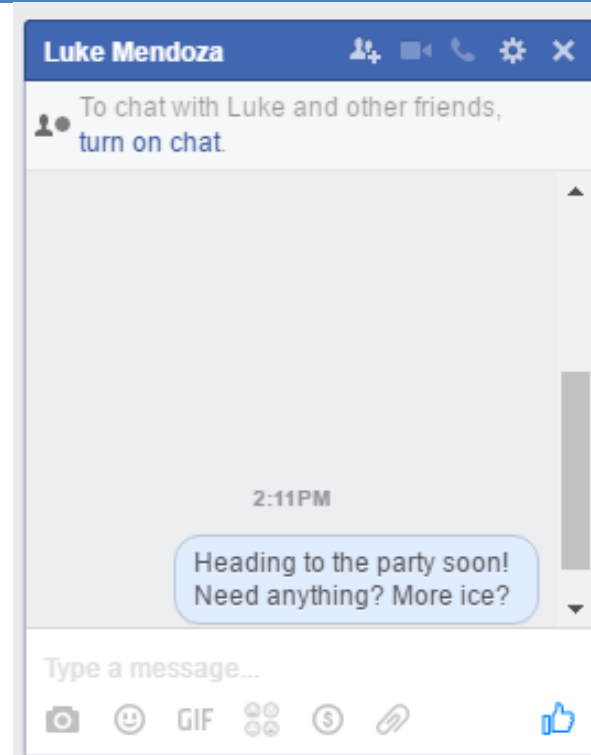 Luke Mendoza
To chat with Luke and other friends,
turn on chat.
2:11PM
Heading to the party soon!
Need anything? More ice?
Type a message...
GIF